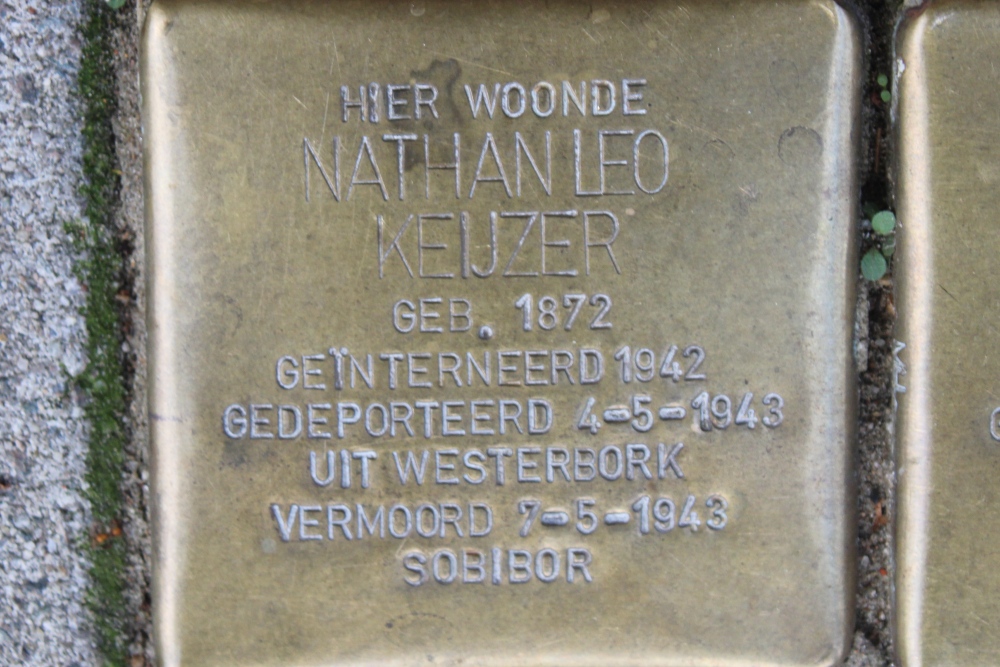 HIER WOONDE
NATHAN LEO
KEIJZER
GEB. 1872
GEÏNTERNEERD 1942
GEDEPORTEERD 4-5-1943
UIT WESTERBORK
VERMOORD 7-5-1943
SOBIBOR